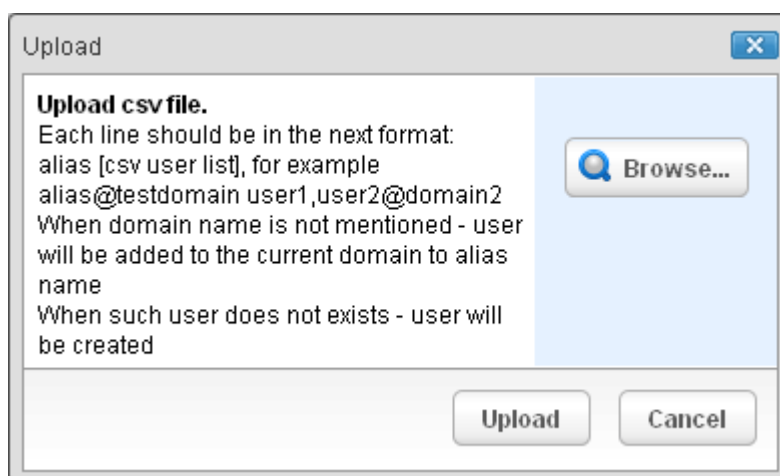 Upload
Upload csv file.
Each line should be in the next format:
alias [csv user list], for example
alias@testdomain user1,user2@domain2
When domain name is not mentioned - user
will be added to the current domain to alias
name
When such user does not exists - user will
be created
Browse...
Upload
Cancel